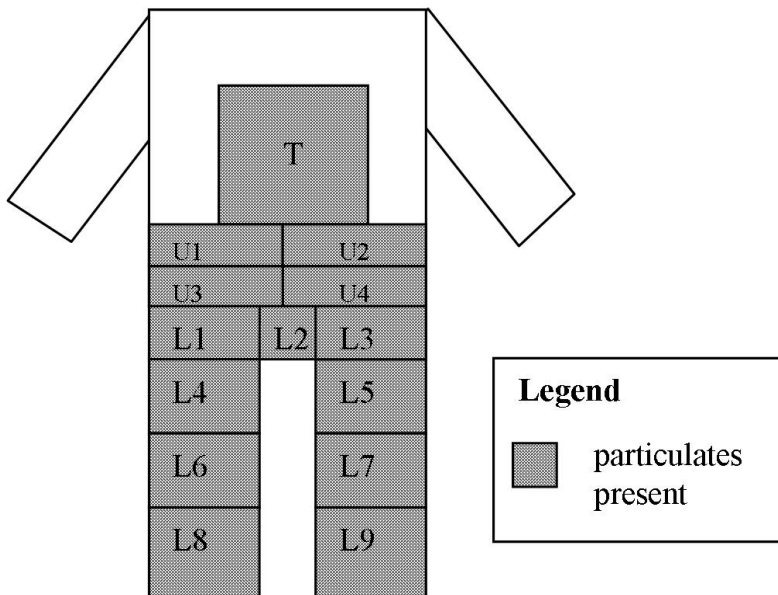 T
U1 U2
U3 U4
L1 L2 L3
L4 L5
L6 L7
L8 L9
Legend
particulates
present